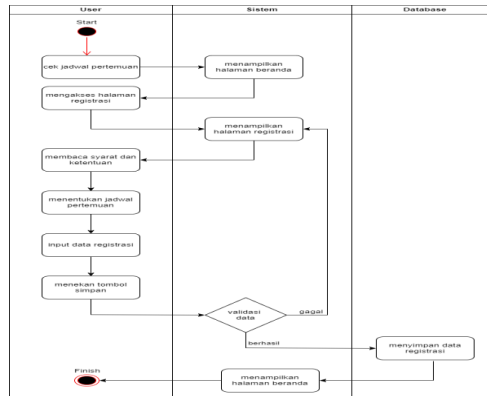 User
Sistem
Database
Start
cek jadwal pertemuan
menampilkan
halaman beranda
mengakses halaman
registrasi
menampilkan
halaman registrasi
membaca syarat dan
ketentuan
menentukan jadwal
pertemuan
input data registrasi
menekan tombol
simpan
validasi
data
gagal
berhasil
menyimpan data
registrasi
Finish
menampilkan
halaman beranda